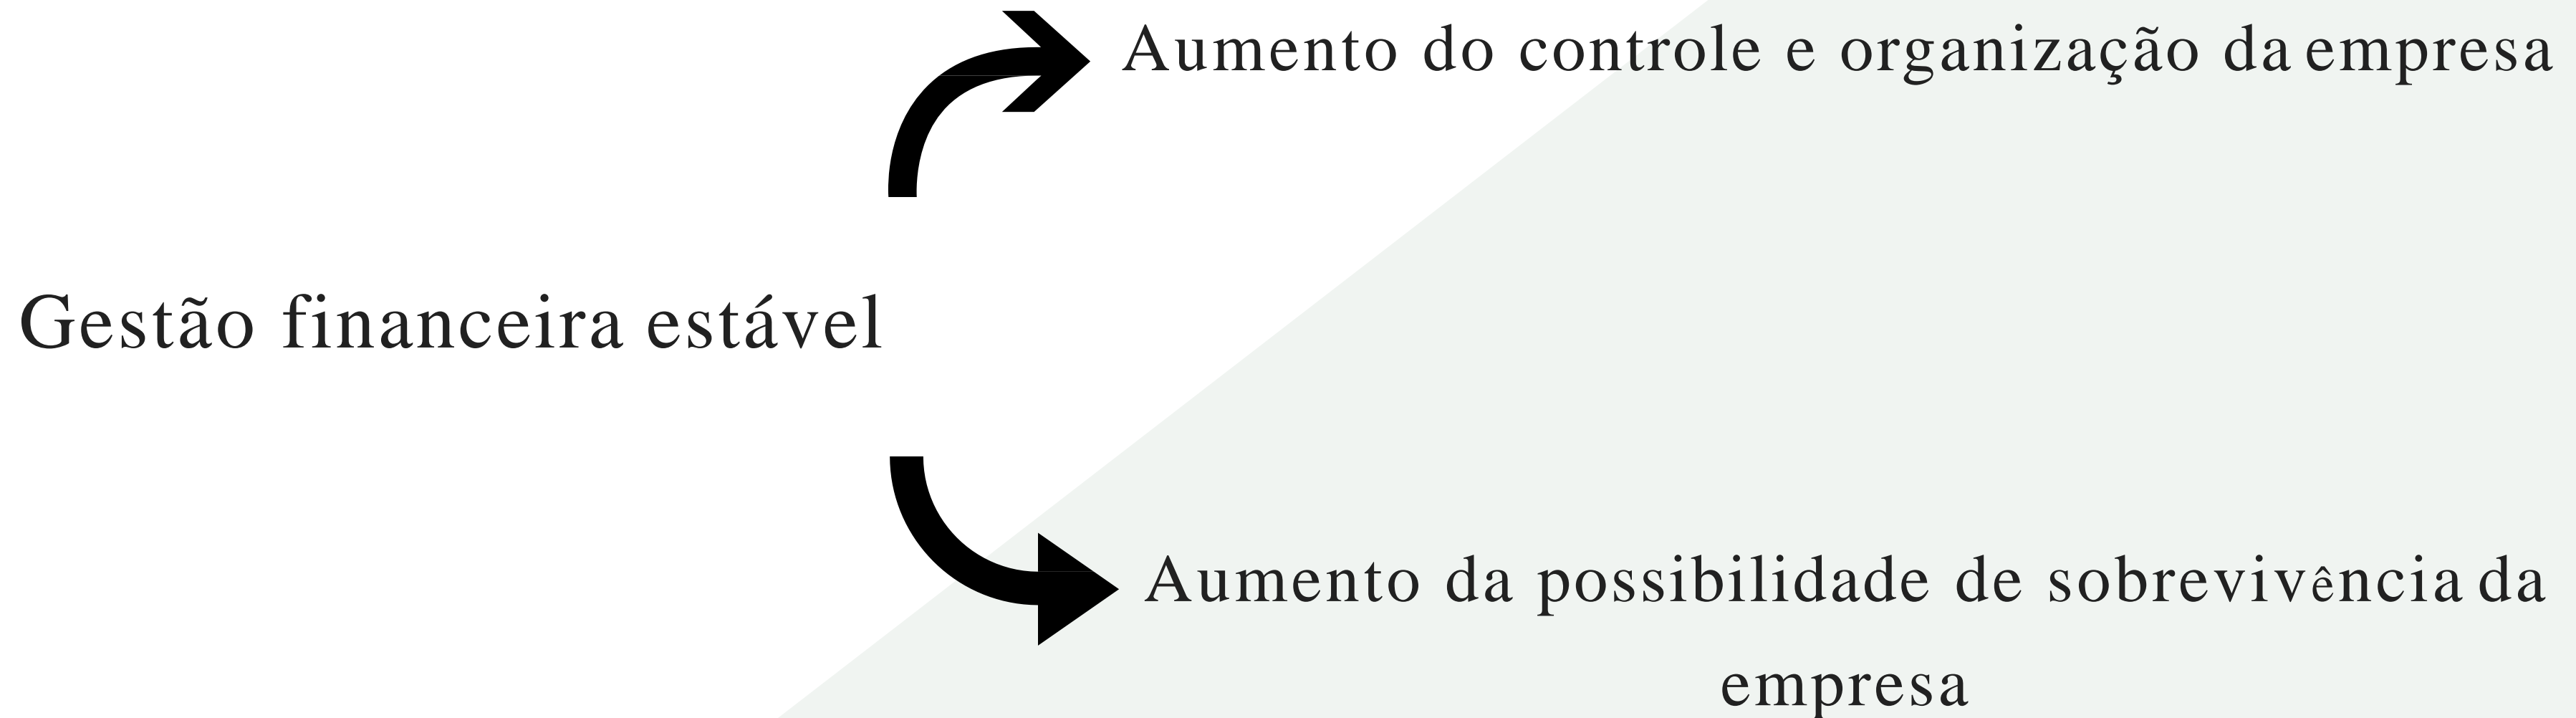 Aumento do controle e organização da empresa
Gestão financeira estável
Aumento da possibilidade de sobrevivência da
empresa